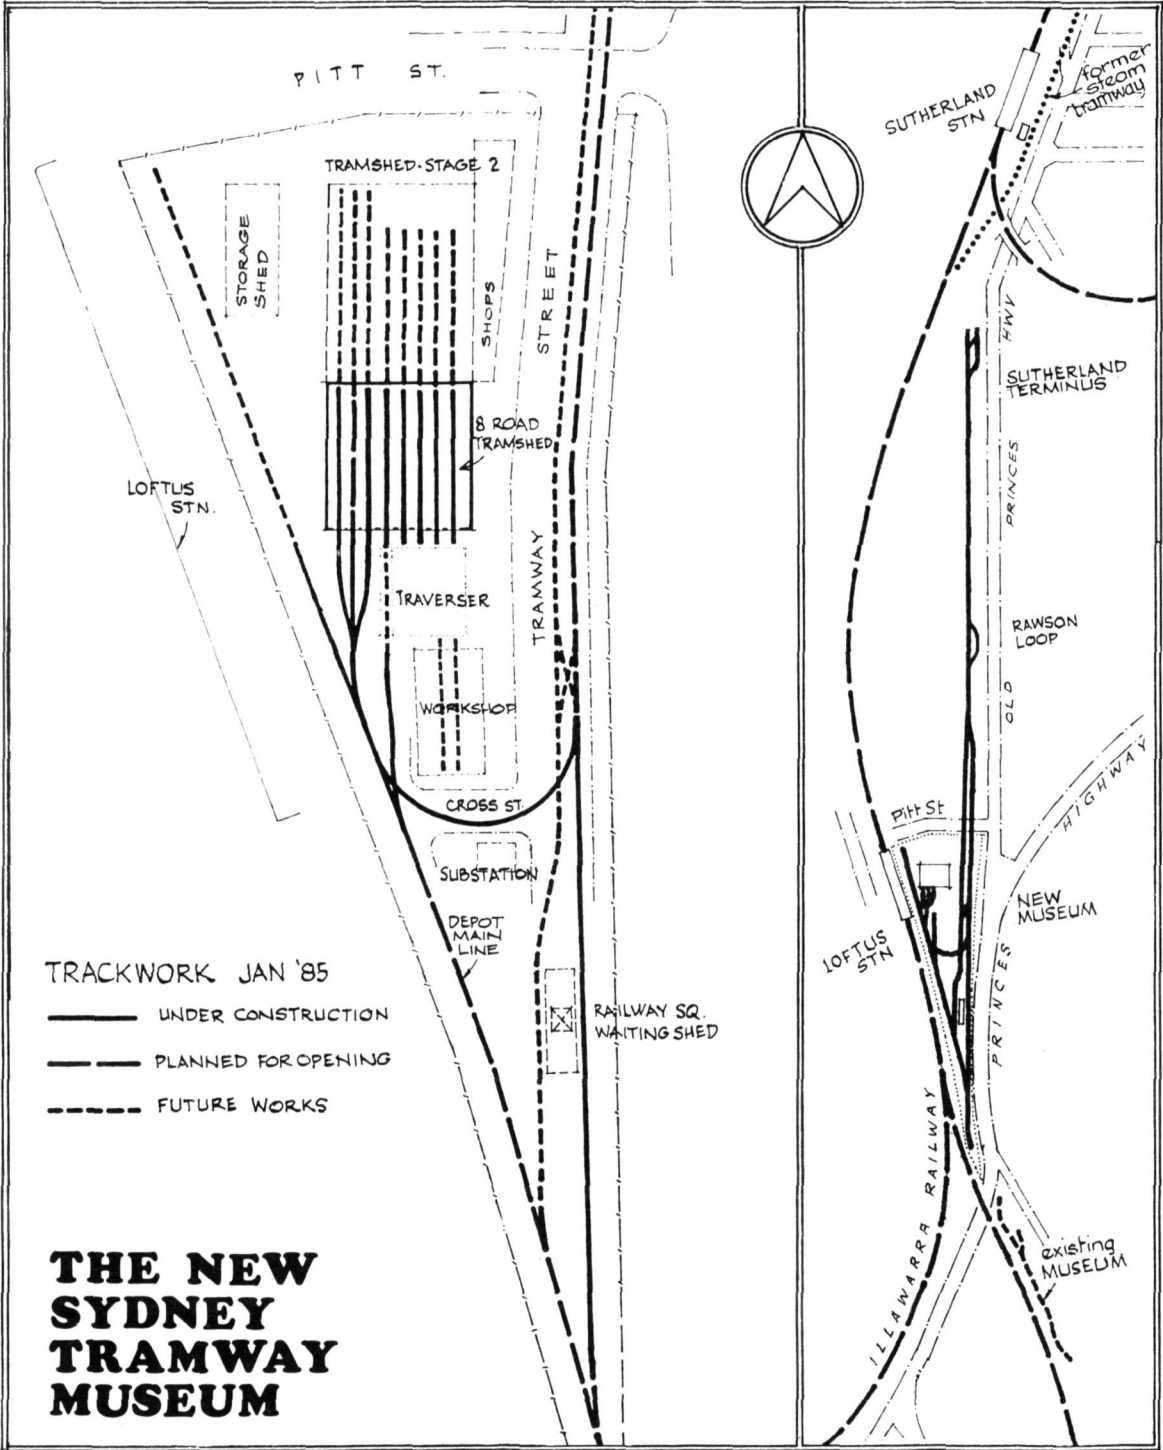 PITT ST.
TRAMSHED·STAGE 2
STORAGE
SHED
SHOPS
TRAMWAY STREET
8 ROAD
TRAMSHED
LOFTUS
STN.
TRAVERSER
WORKSHOP
CROSS ST.
SUBSTATION
DEPOT
MAIN
LINE
RAILWAY SQ.
WAITING SHED
TRACKWORK JAN '85
UNDER CONSTRUCTION
PLANNED FOR OPENING
FUTURE WORKS
THE NEW
SYDNEY
TRAMWAY
MUSEUM
SUTHERLAND
STN
former
steam
tramway
SUTHERLAND
TERMINUS
OLD PRINCES HWY
RAWSON
LOOP
Pitt St
PRINCES HIGHWAY
NEW
MUSEUM
LOFTUS
STN
ILLAWARRA RAILWAY
existing
MUSEUM